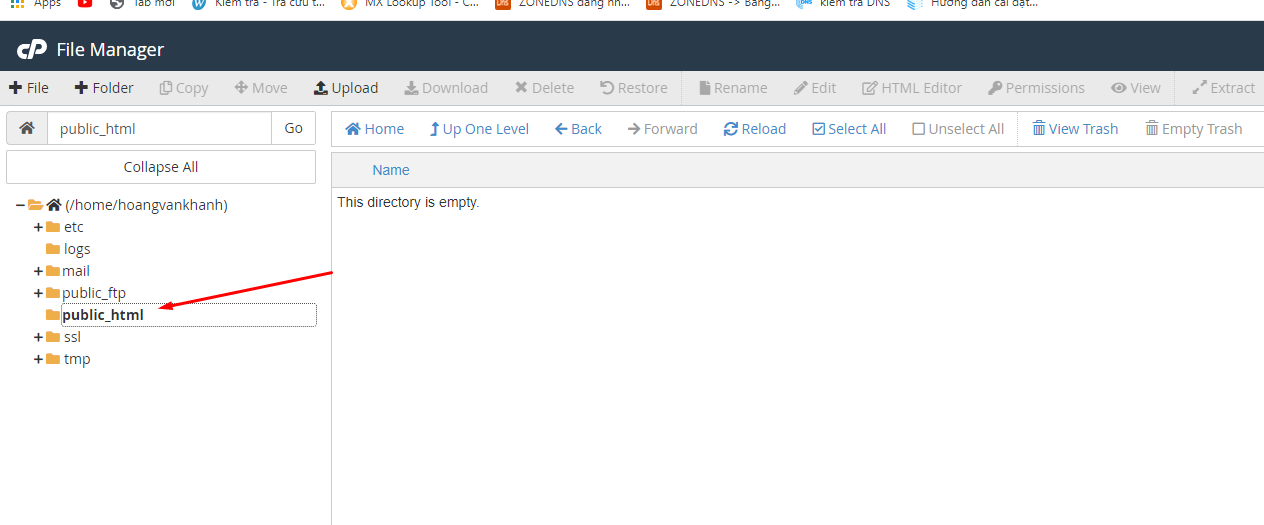 Apps Tab mới Kiểm tra - Tra cứu t... MX Lookup Tool - C... ZONEDNS đang nh... ZONEDNS -> Bảng... kiểm tra DNS Hướng dẫn cài đặt...
cP File Manager
File Folder Copy Move Upload Download Delete Restore Rename Edit HTML Editor Permissions View Extract
public_html Go
Home Up One Level Back Forward Reload Select All Unselect All View Trash Empty Trash
Collapse All
Name
This directory is empty.
(/home/hoangvankhanh)
etc
logs
mail
public_ftp
public_html
ssl
tmp